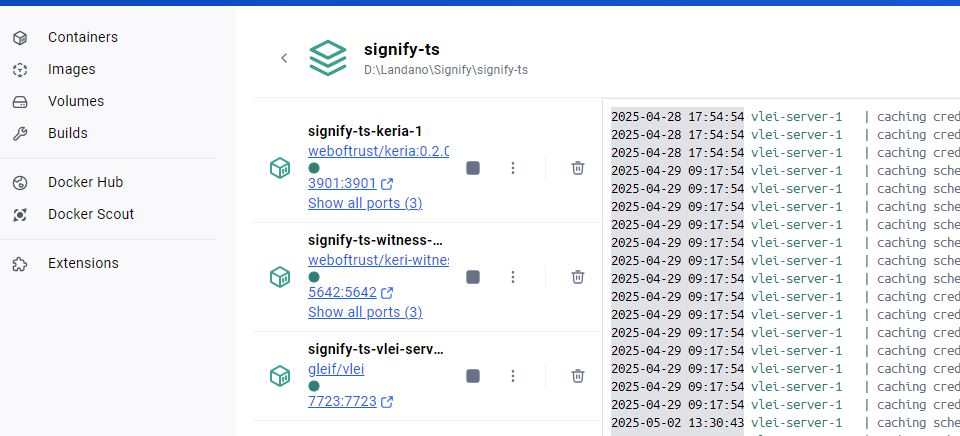 Containers
Images
Volumes
Builds
Docker Hub
Docker Scout
Extensions
signify-ts
D:\Landano\Signify\signify-ts
signify-ts-keria-1
weboftrust/keria:0.2.0
3901:3901
Show all ports (3)
signify-ts-witness-...
weboftrust/keri-witnes
5642:5642
Show all ports (3)
signify-ts-vlei-serv...
gleif/vlei
7723:7723
2025-04-28 17:54:54 vlei-server-1 | caching cred
2025-04-28 17:54:54 vlei-server-1 | caching cred
2025-04-28 17:54:54 vlei-server-1 | caching cred
2025-04-29 09:17:54 vlei-server-1 | caching sche
2025-04-29 09:17:54 vlei-server-1 | caching sche
2025-04-29 09:17:54 vlei-server-1 | caching sche
2025-04-29 09:17:54 vlei-server-1 | caching sche
2025-04-29 09:17:54 vlei-server-1 | caching sche
2025-04-29 09:17:54 vlei-server-1 | caching sche
2025-04-29 09:17:54 vlei-server-1 | caching sche
2025-04-29 09:17:54 vlei-server-1 | caching cred
2025-04-29 09:17:54 vlei-server-1 | caching cred
2025-04-29 09:17:54 vlei-server-1 | caching cred
2025-04-29 09:17:54 vlei-server-1 | caching cred
2025-04-29 09:17:54 vlei-server-1 | caching cred
2025-04-29 09:17:54 vlei-server-1 | caching cred
2025-04-29 09:17:54 vlei-server-1 | caching cred
2025-05-02 13:30:43 vlei-server-1 | caching sche